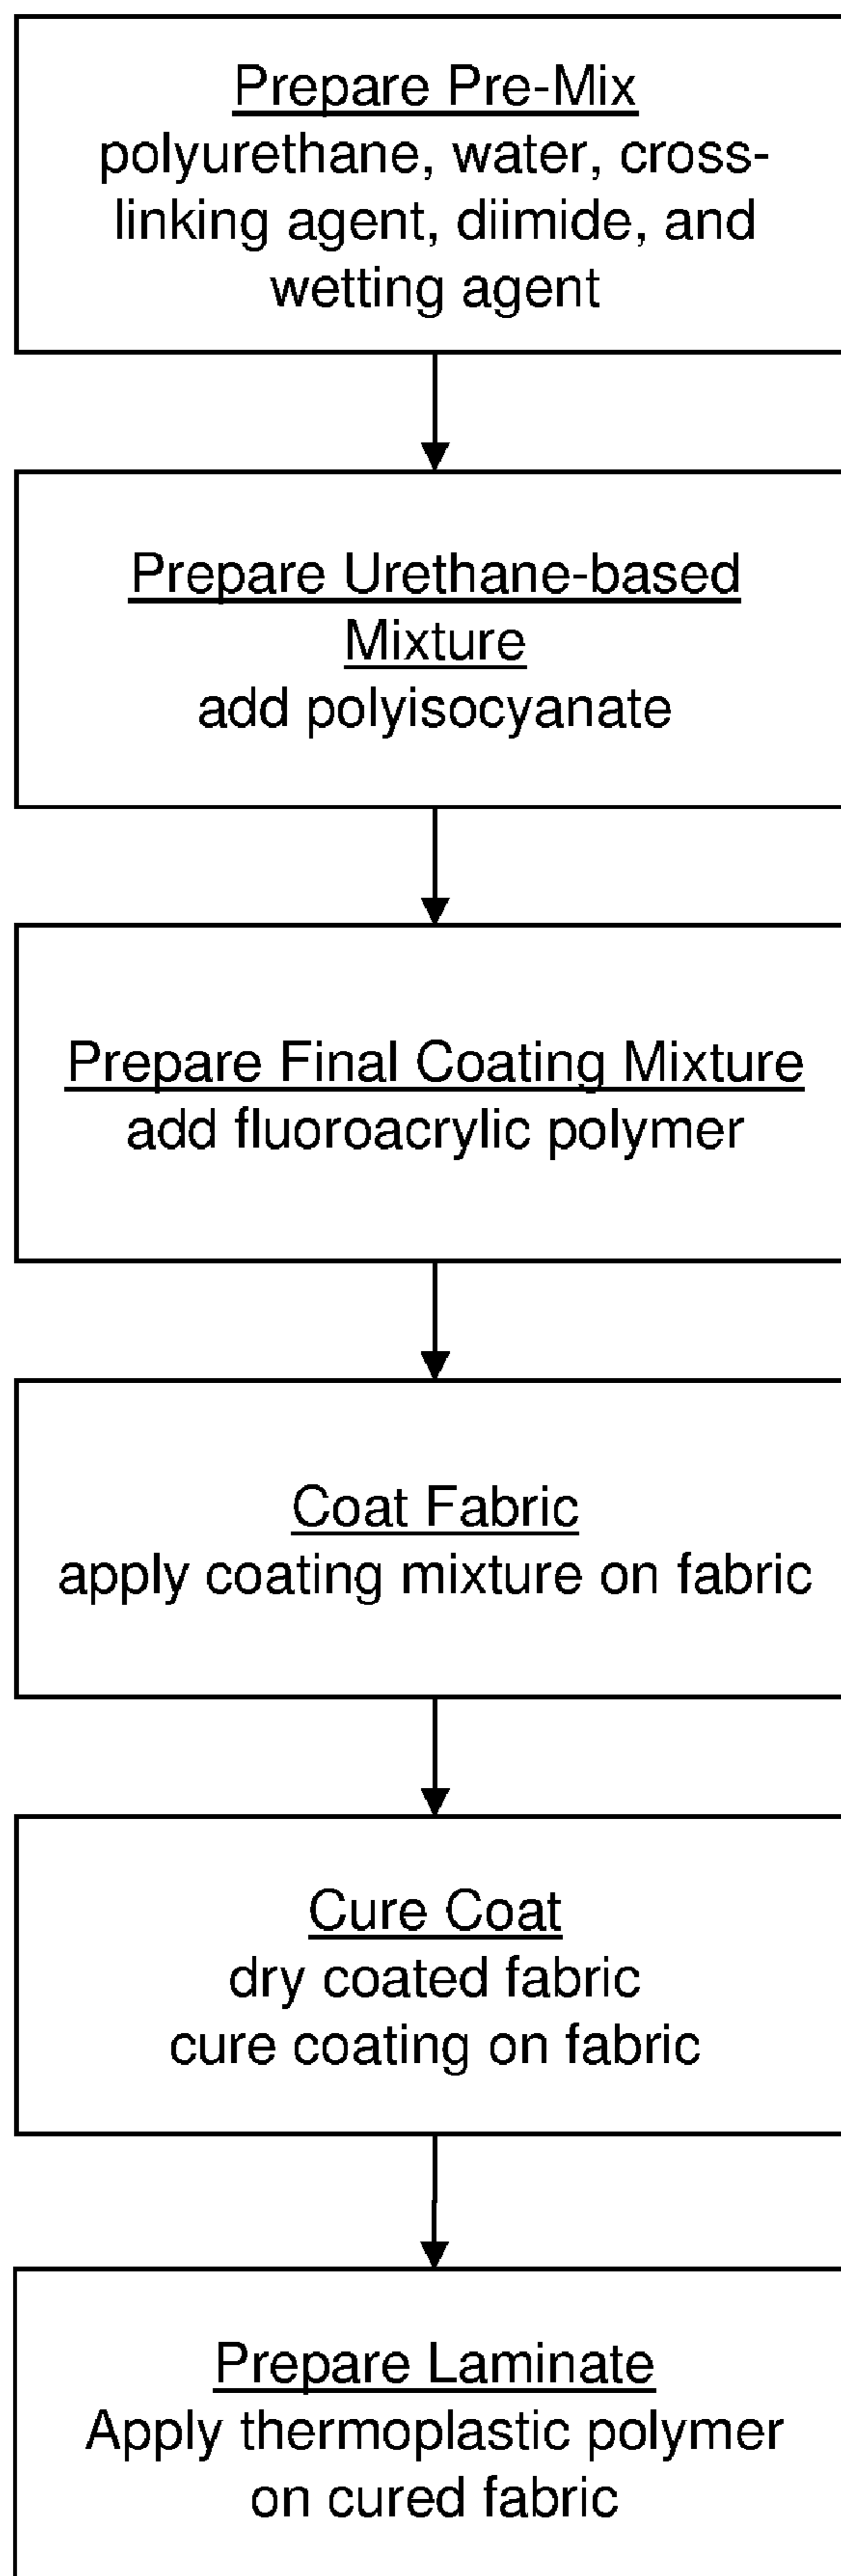 Prepare Pre-Mix
polyurethane, water, cross-
linking agent, diimide, and
wetting agent
Prepare Urethane-based
Mixture
add polyisocyanate
Prepare Final Coating Mixture
add fluoroacrylic polymer
Coat Fabric
apply coating mixture on fabric
Cure Coat
dry coated fabric
cure coating on fabric
Prepare Laminate
Apply thermoplastic polymer
on cured fabric